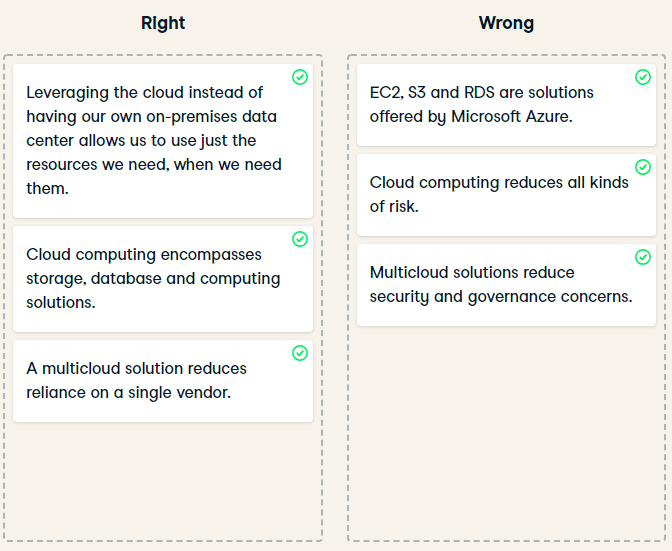 Right
Wrong
Leveraging the cloud instead of
having our own on-premises data
center allows us to use just the
resources we need, when we need
them.
Cloud computing encompasses
storage, database and computing
solutions.
A multicloud solution reduces
reliance on a single vendor.
EC2, S3 and RDS are solutions
offered by Microsoft Azure.
Cloud computing reduces all kinds
of risk.
Multicloud solutions reduce
security and governance concerns.